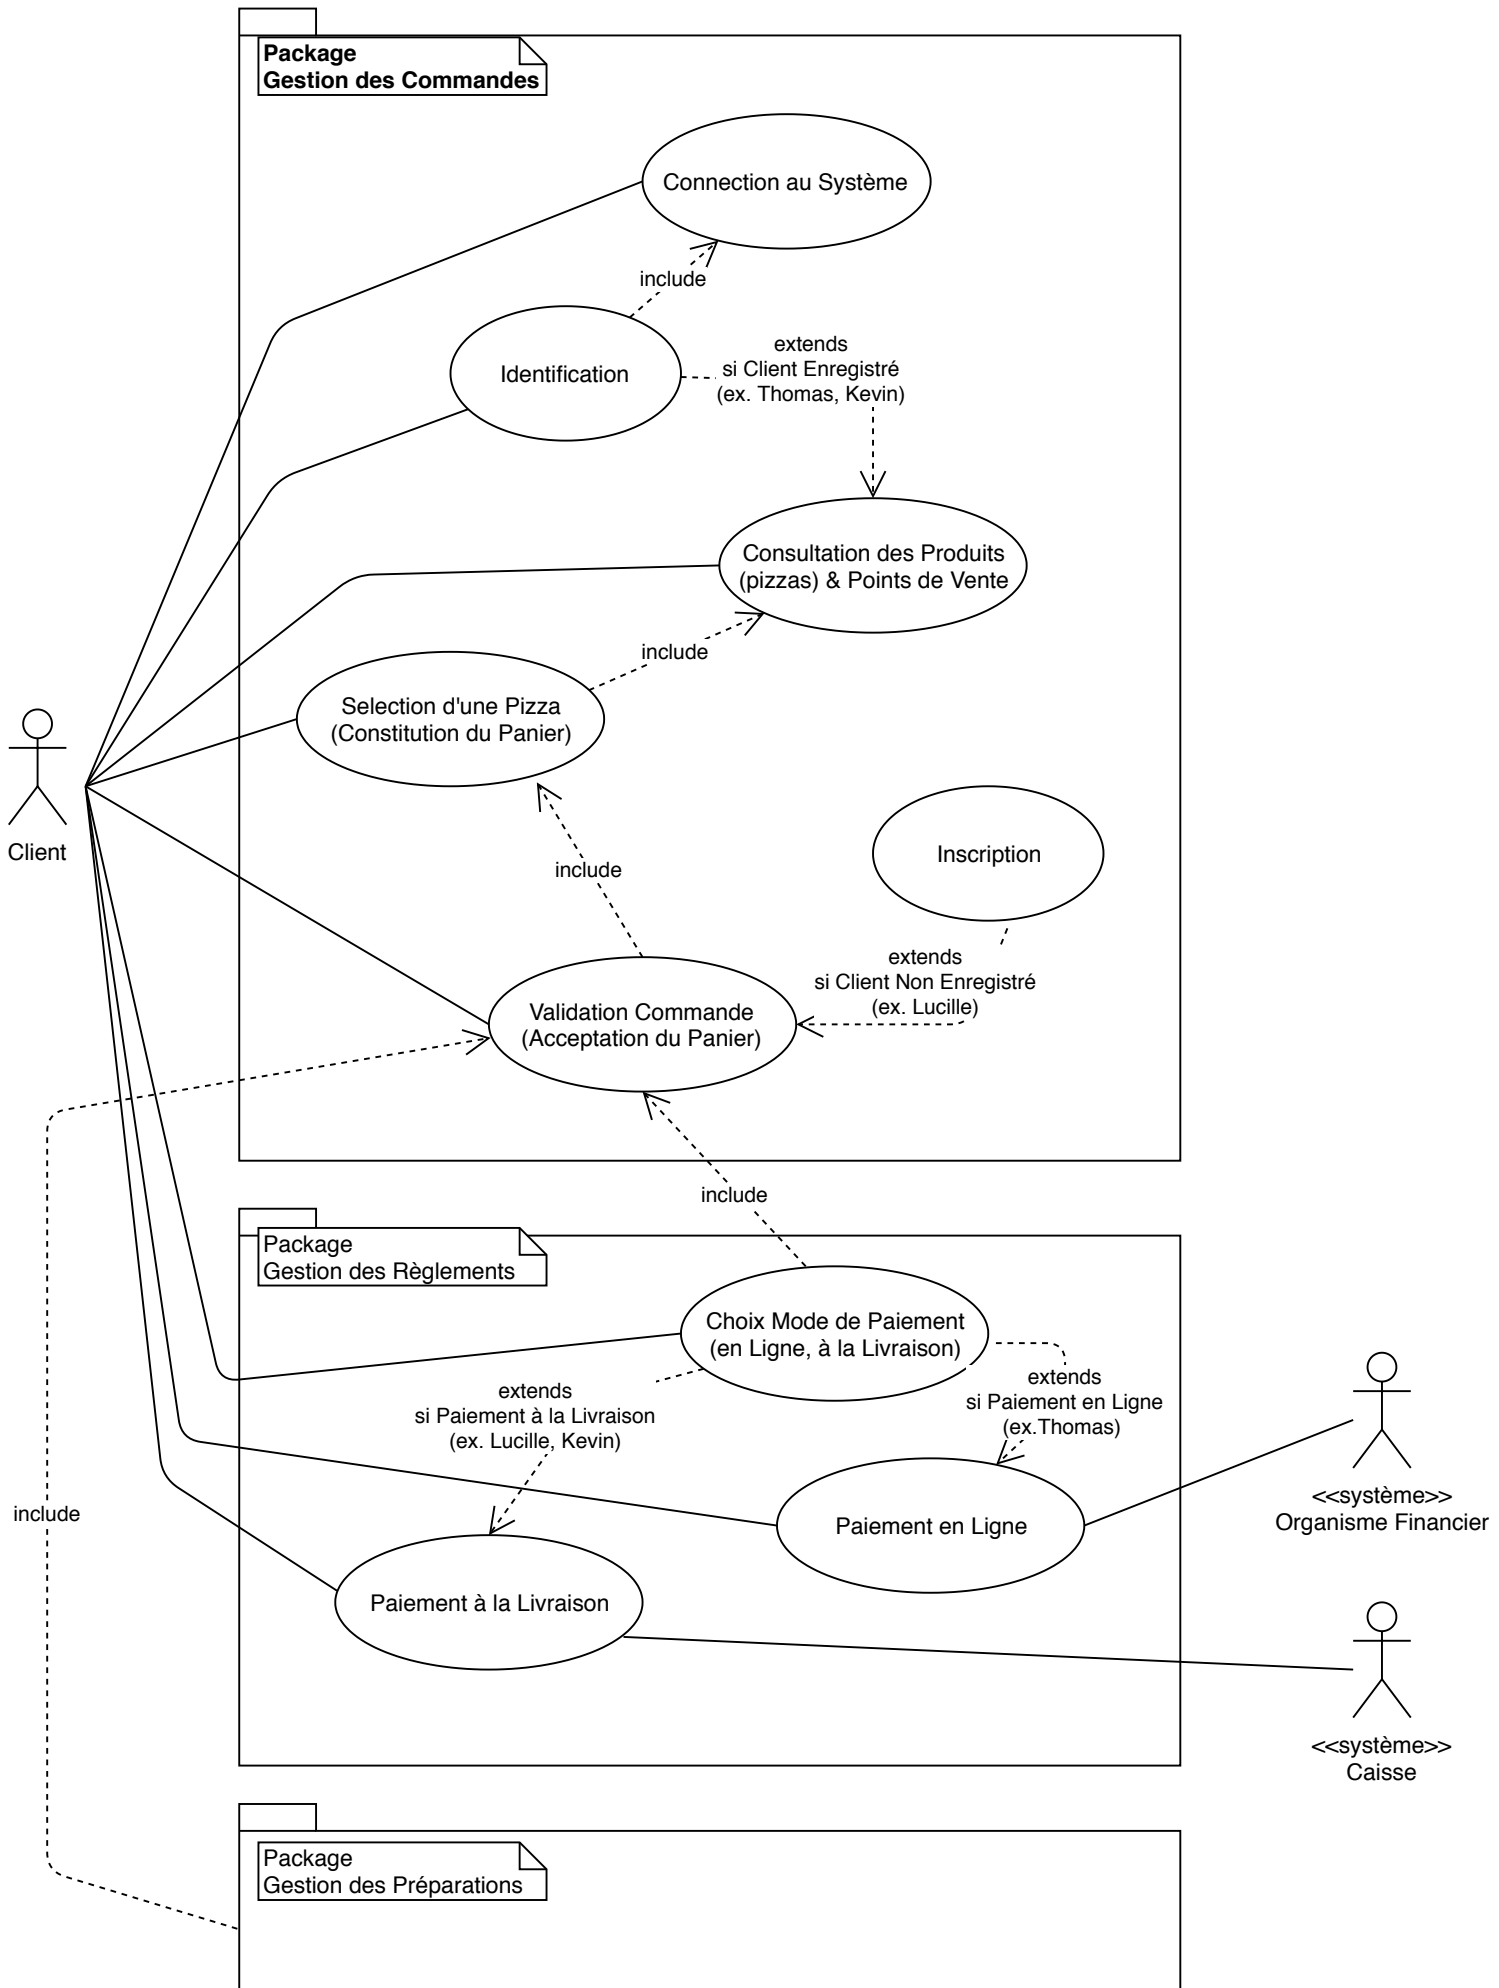 Package
Gestion des Commandes
Connection au Système
include
Identification
extends
si Client Enregistré
(ex. Thomas, Kevin)
Consultation des Produits
(pizzas) & Points de Vente
include
Selection d'une Pizza
(Constitution du Panier)
Client
Inscription
include
extends
si Client Non Enregistré
(ex. Lucille)
Validation Commande
(Acceptation du Panier)
include
Package
Gestion des Règlements
Choix Mode de Paiement
(en Ligne, à la Livraison)
extends
si Paiement à la Livraison
(ex. Lucille, Kevin)
extends
si Paiement en Ligne
(ex.Thomas)
<<système>>
Organisme Financier
include
Paiement en Ligne
Paiement à la Livraison
<<système>>
Caisse
Package
Gestion des Préparations